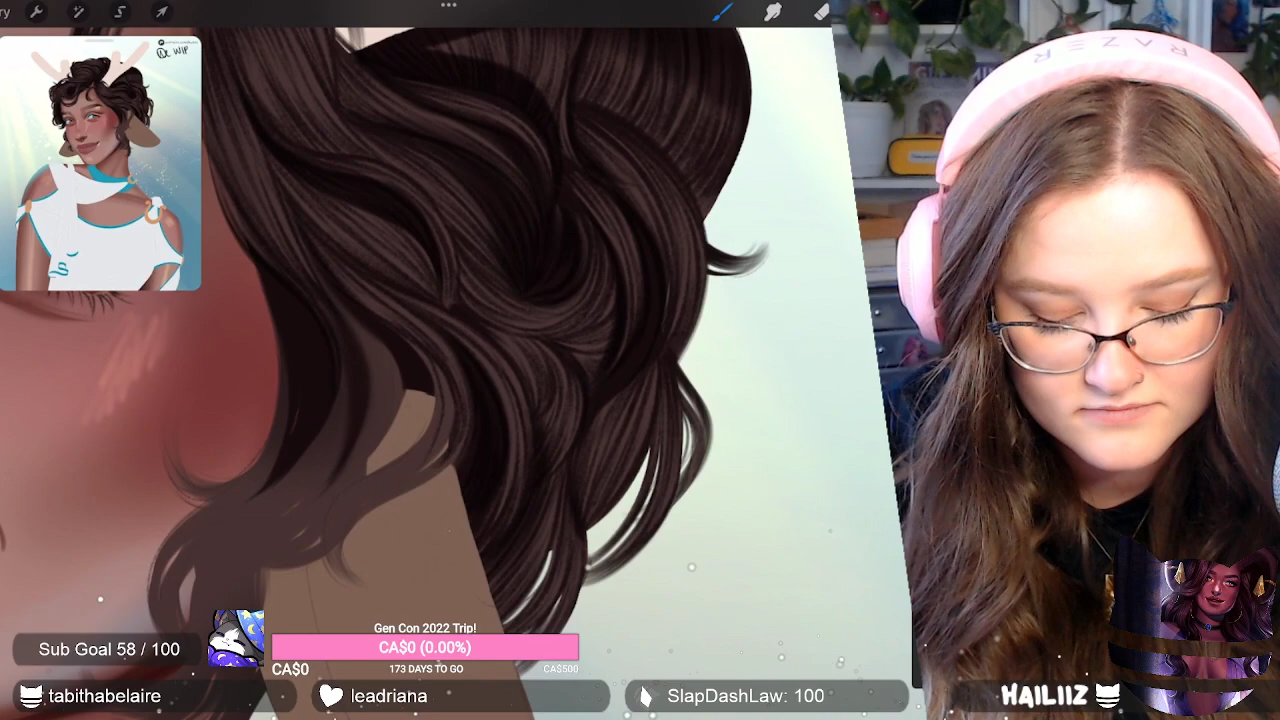 ry
WIP
RAZER
Sub Goal 58 / 100
Gen Con 2022 Trip!
CA$0 (0.00%)
CA$0
173 DAYS TO GO
CA$500
tabithabelaire
leadriana
SlapDashLaw: 100
HAILIIZ